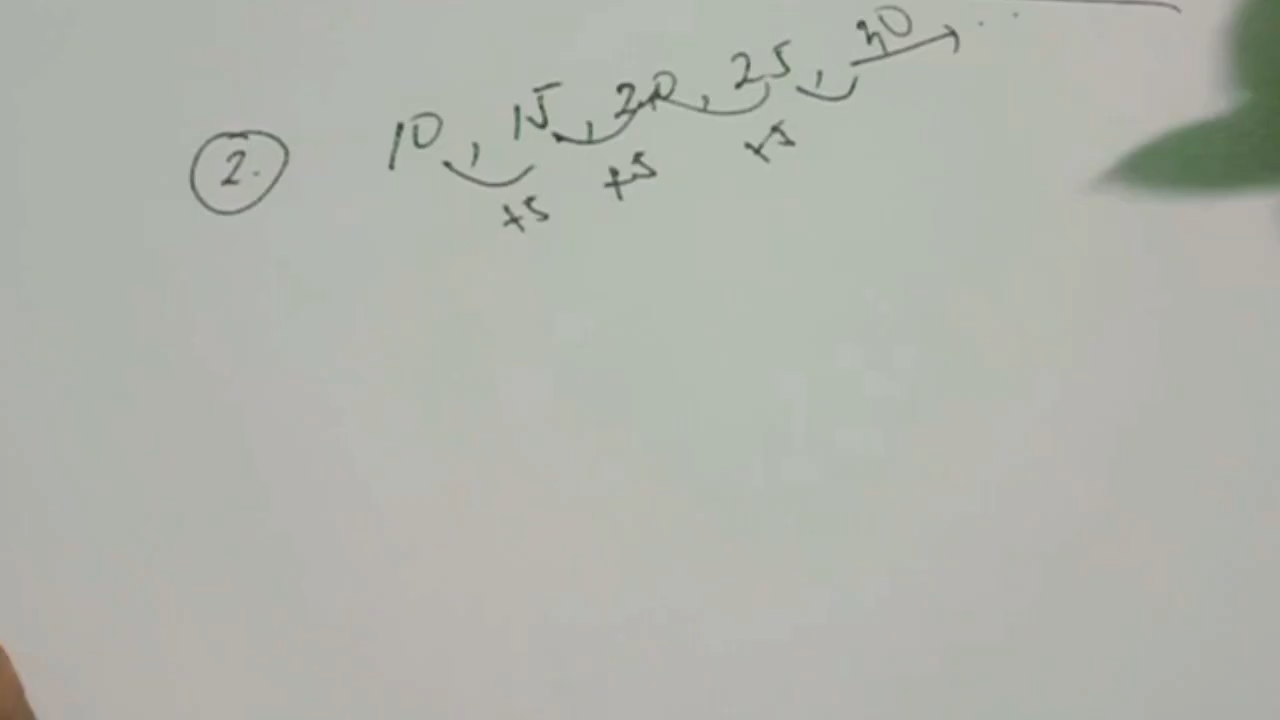 2. 10, 15, 20, 25, 30 ..
+5 +5 +5